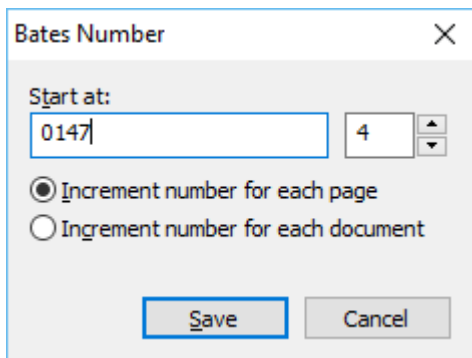 Bates Number
Start at:
0147 4
Increment number for each page
Increment number for each document
Save Cancel